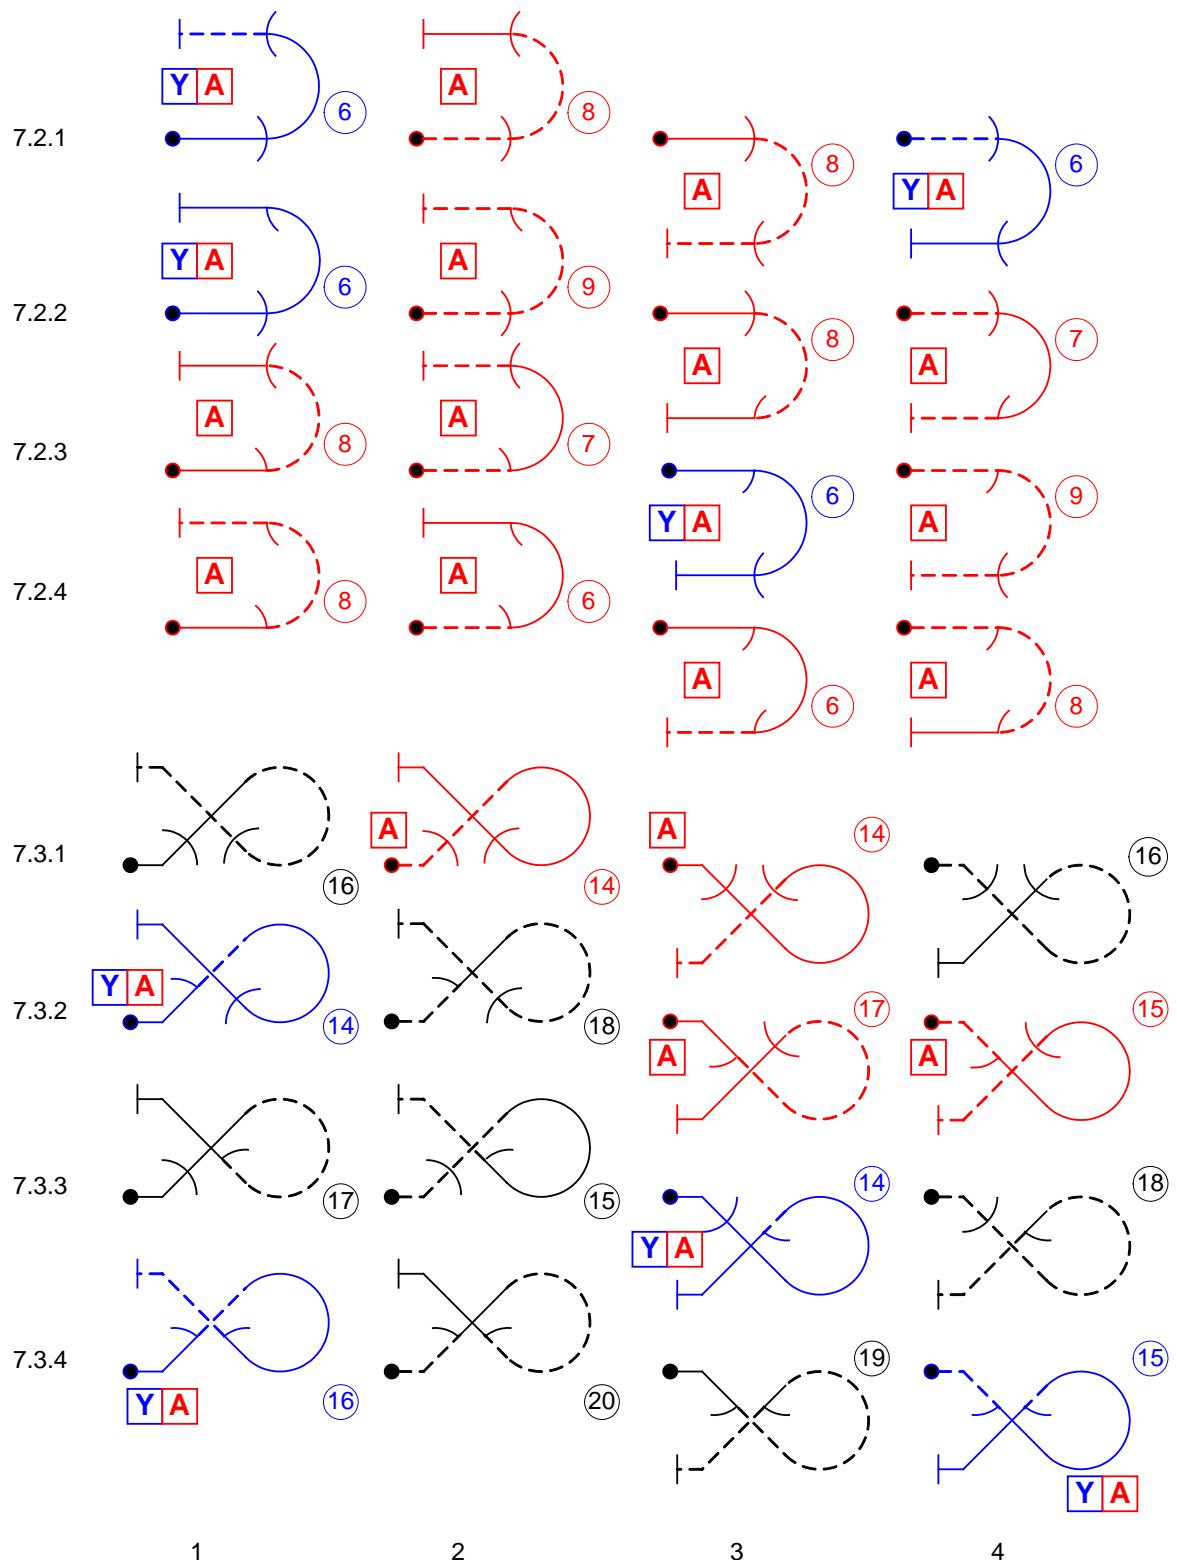 Y A 6 A 8
7.2.1 A 8 Y A 6
Y A 6 A 9
7.2.2 A 8 A 7
A 8 A 7
7.2.3 Y A 6 A 9
A 8 A 6
7.2.4 A 6 A 8
7.3.1 16 A 14 A 14 16
7.3.2 Y A 14 18 A 17 A 15
7.3.3 17 15 Y A 14 18
7.3.4 Y A 16 20 19 15 Y A
1 2 3 4